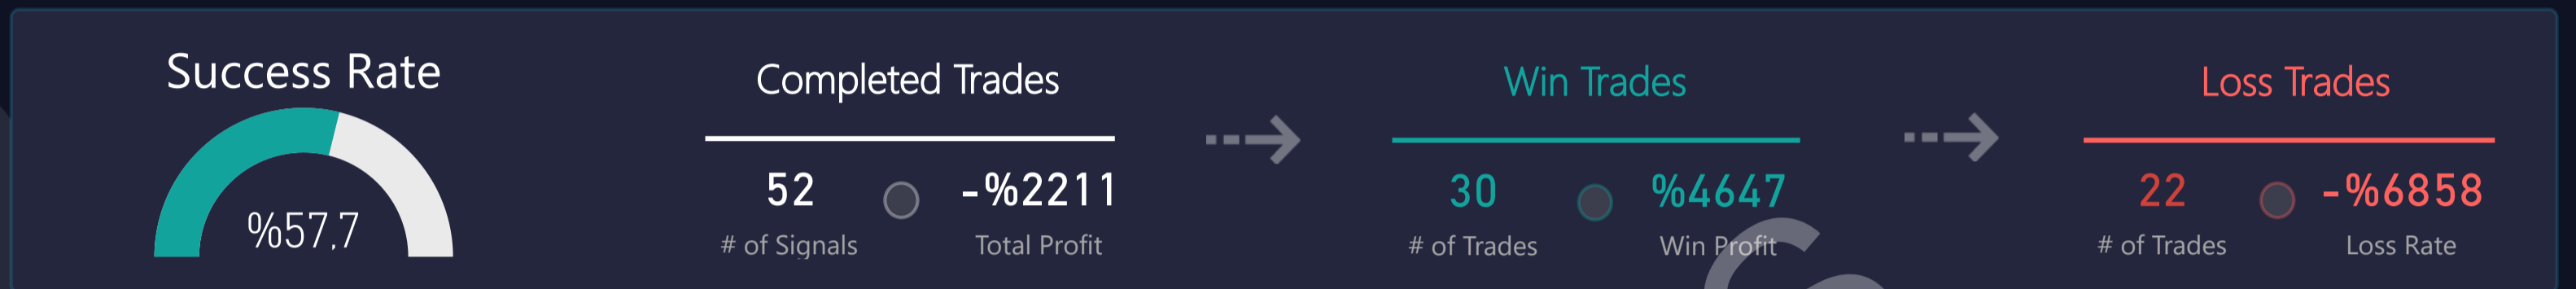 Success Rate
%57,7
Completed Trades
52
-%2211
# of Signals
Total Profit
Win Trades
30
%4647
# of Trades
Win Profit
Loss Trades
22
-%6858
# of Trades
Loss Rate